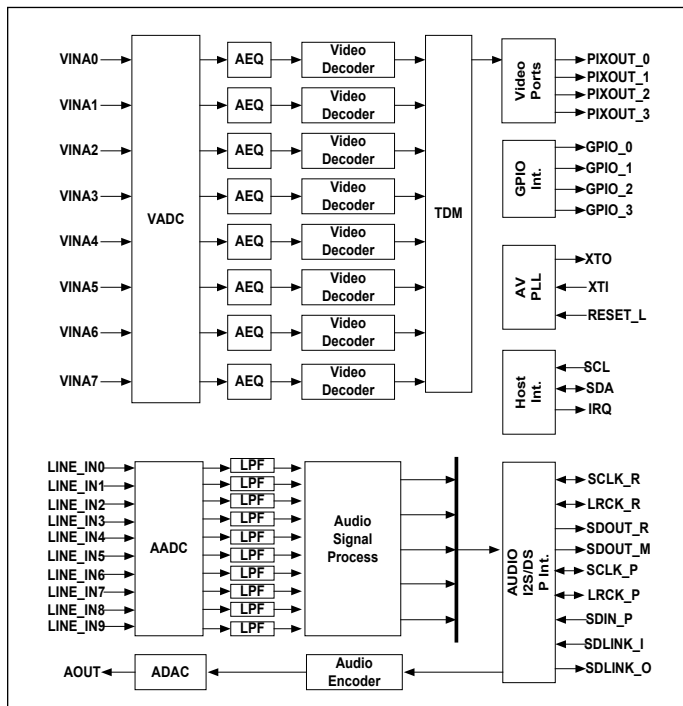 VINA0
VINA1
VINA2
VINA3
VINA4
VINA5
VINA6
VINA7
VADC
AEQ
AEQ
AEQ
AEQ
AEQ
AEQ
AEQ
AEQ
Video
Decoder
Video
Decoder
Video
Decoder
Video
Decoder
Video
Decoder
Video
Decoder
Video
Decoder
Video
Decoder
TDM
Video
Ports
PIXOUT_0
PIXOUT_1
PIXOUT_2
PIXOUT_3
GPIO
Int.
GPIO_0
GPIO_1
GPIO_2
GPIO_3
AV
PLL
XTO
XTI
RESET_L
Host
Int.
SCL
SDA
IRQ
LINE_IN0
LINE_IN1
LINE_IN2
LINE_IN3
LINE_IN4
LINE_IN5
LINE_IN6
LINE_IN7
LINE_IN8
LINE_IN9
AADC
LPF
LPF
LPF
LPF
LPF
LPF
LPF
LPF
LPF
LPF
Audio
Signal
Process
AUDIO
I2S/DS
P Int.
SCLK_R
LRCK_R
SDOUT_R
SDOUT_M
SCLK_P
LRCK_P
SDIN_P
SDLINK_I
SDLINK_O
AOUT
ADAC
Audio
Encoder